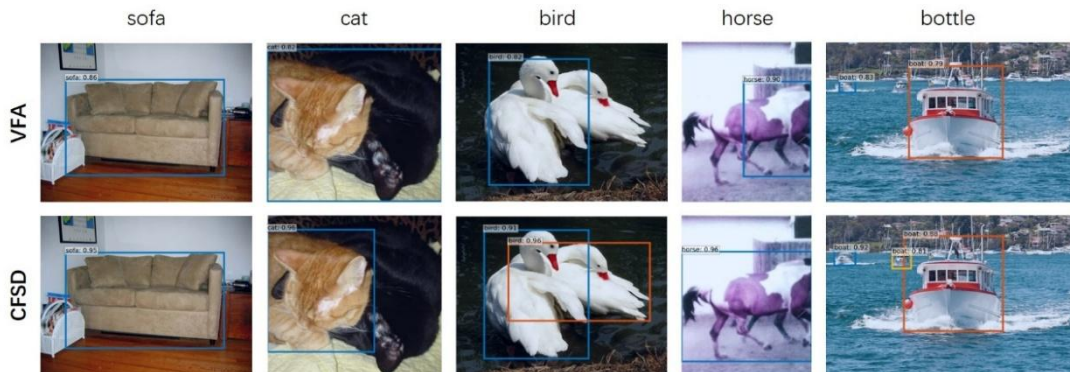 sofa cat bird horse bottle
VFA
sofa: 0.86
cat: 0.82
bird: 0.82
horse: 0.90
boat: 0.83
boat: 0.79
CFSD
sofa: 0.95
cat: 0.96
bird: 0.91
bird: 0.96
horse: 0.96
boat: 0.92
boat: 0.91